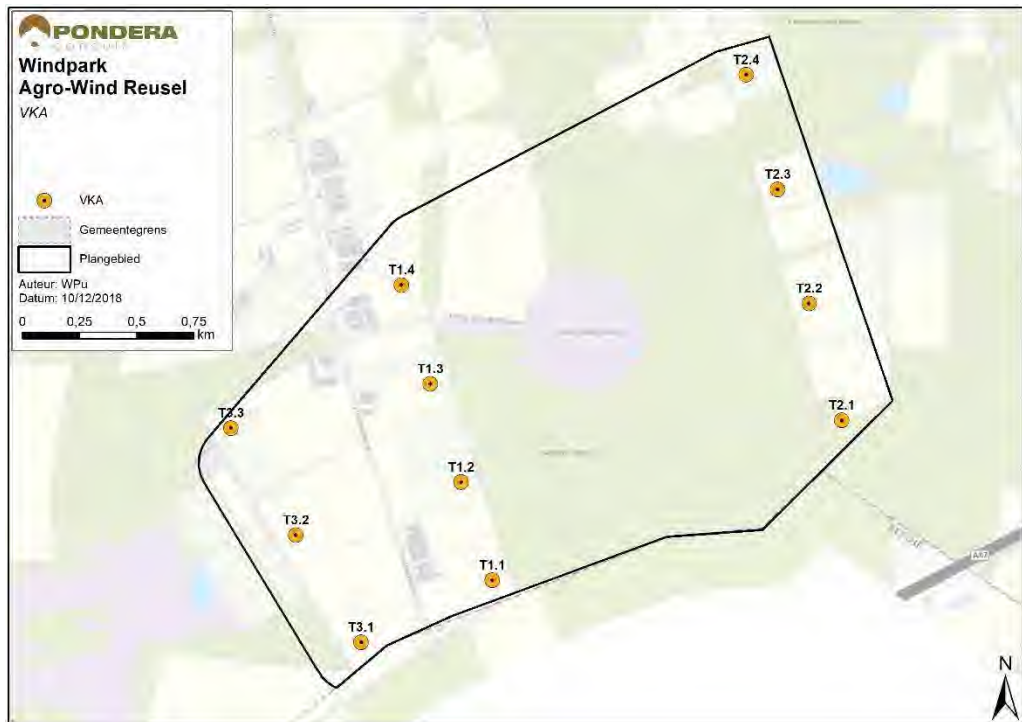 PONDERA
CONSULT
Windpark
Agro-Wind Reusel
VKA
VKA
Gemeentegrens
Plangebied
Auteur: WPu
Datum: 10/12/2018
0 0,25 0,5 0,75
km
T2.4
T2.3
T1.4
T2.2
T1.3
T3.3
T2.1
T1.2
T3.2
A67
T1.1
T3.1
N